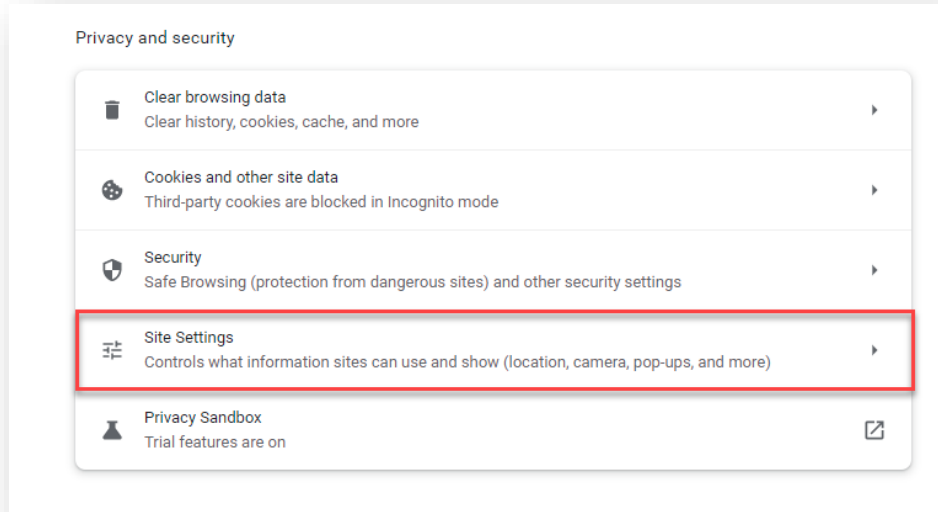 Privacy and security
Clear browsing data
Clear history, cookies, cache, and more
Cookies and other site data
Third-party cookies are blocked in Incognito mode
Security
Safe Browsing (protection from dangerous sites) and other security settings
Site Settings
Controls what information sites can use and show (location, camera, pop-ups, and more)
Privacy Sandbox
Trial features are on